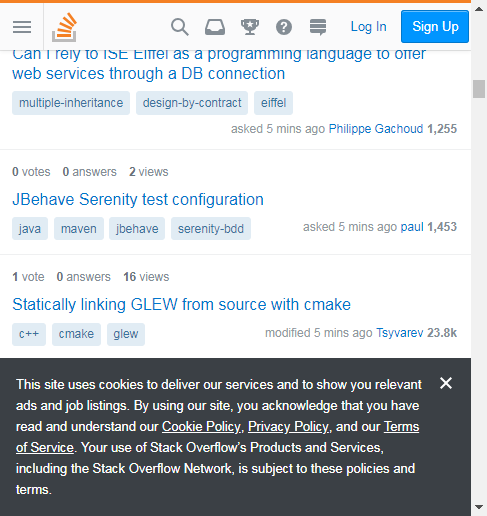 Log In Sign Up
Can I rely to ISE Eiffel as a programming language to offer
web services through a DB connection
multiple-inheritance design-by-contract eiffel
asked 5 mins ago Philippe Gachoud 1,255
0 votes 0 answers 2 views
JBehave Serenity test configuration
java maven jbehave serenity-bdd
asked 5 mins ago paul 1,453
1 vote 0 answers 16 views
Statically linking GLEW from source with cmake
c++ cmake glew
modified 5 mins ago Tsyvarev 23.8k
This site uses cookies to deliver our services and to show you relevant
ads and job listings. By using our site, you acknowledge that you have
read and understand our Cookie Policy, Privacy Policy, and our Terms
of Service. Your use of Stack Overflow’s Products and Services,
including the Stack Overflow Network, is subject to these policies and
terms.